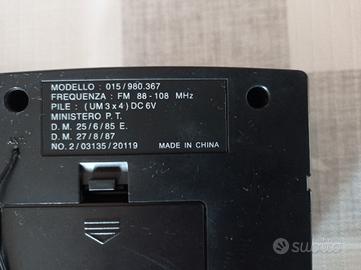 MODELLO : 015/980.367
FREQUENZA : FM 88 - 108 MHz
PILE : (UM 3 x 4) DC 6V
MINISTERO P. T.
D. M. 25/6/85 E.
D. M. 27/8/87
NO. 2/03135/20119 MADE IN CHINA
subito